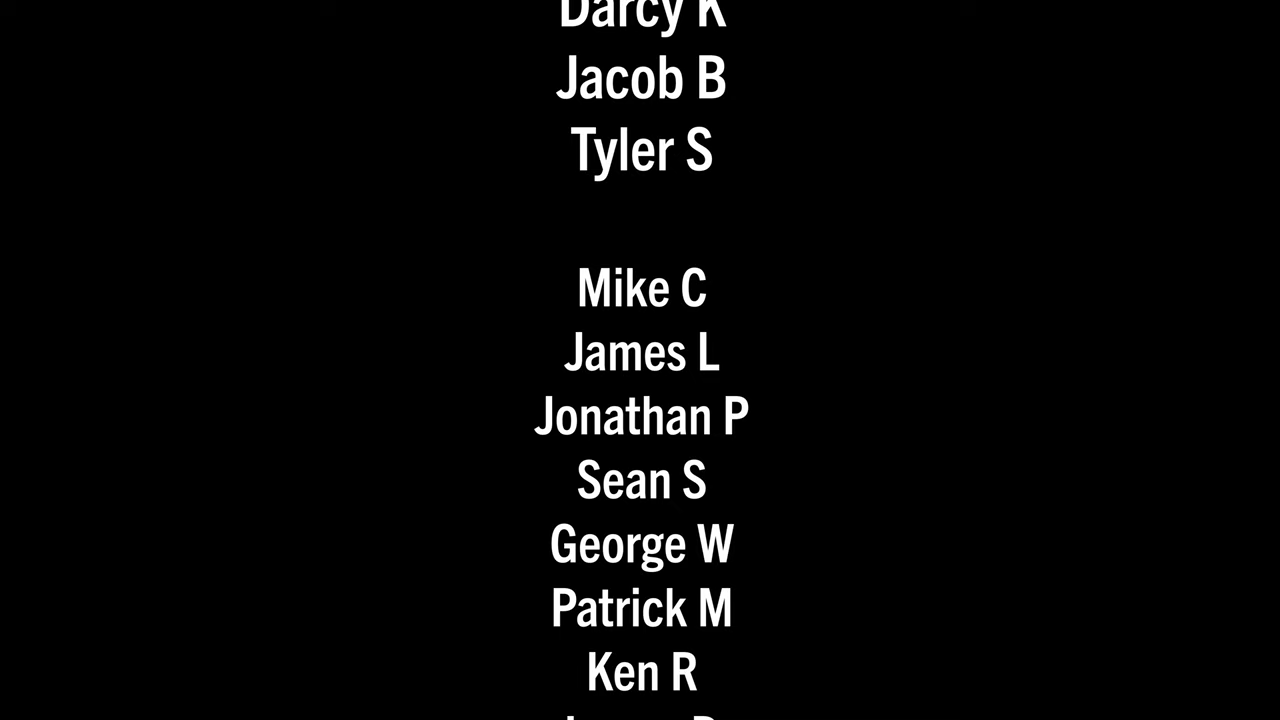 Darcy K
Jacob B
Tyler S
Mike C
James L
Jonathan P
Sean S
George W
Patrick M
Ken R